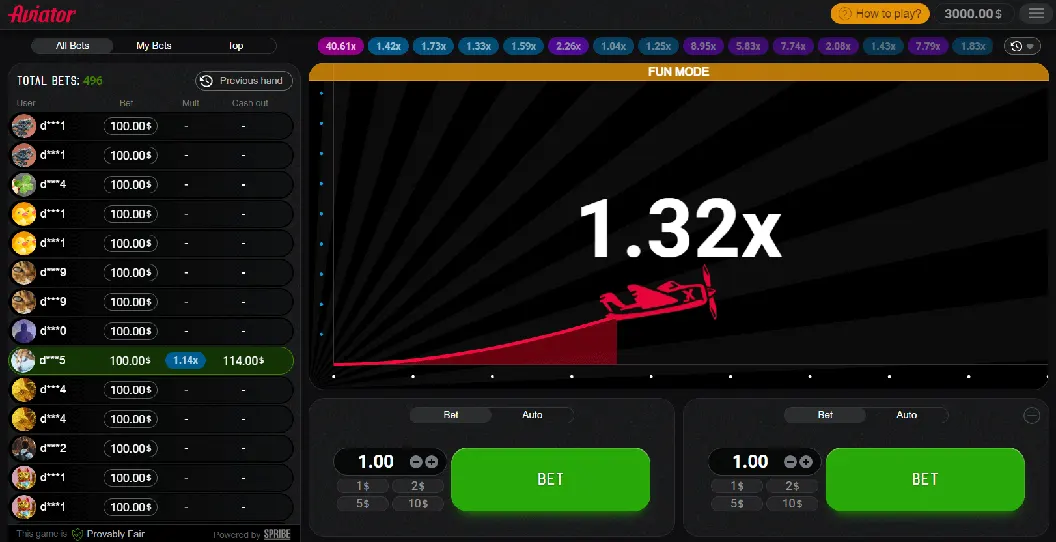 Aviator
How to play?
3000.00 $
All Bets My Bets Top
40.61x 1.42x 1.73x 1.33x 1.59x 2.26x 1.04x 1.25x 8.95x 5.83x 7.74x 2.08x 1.43x 7.79x 1.83x
TOTAL BETS: 496
Previous hand
User Bet Mult. Cash out
d***1 100.00$ - -
d***1 100.00$ - -
d***4 100.00$ - -
d***1 100.00$ - -
d***1 100.00$ - -
d***9 100.00$ - -
d***9 100.00$ - -
d***0 100.00$ - -
d***5 100.00$ 1.14x 114.00$
d***4 100.00$ - -
d***4 100.00$ - -
d***2 100.00$ - -
d***1 100.00$ - -
d***1 100.00$ - -
This game is Provably Fair Powered by SPRIBE
FUN MODE
1.32x
X
Bet Auto
1.00
1$ 2$
5$ 10$
BET
Bet Auto
1.00
1$ 2$
5$ 10$
BET